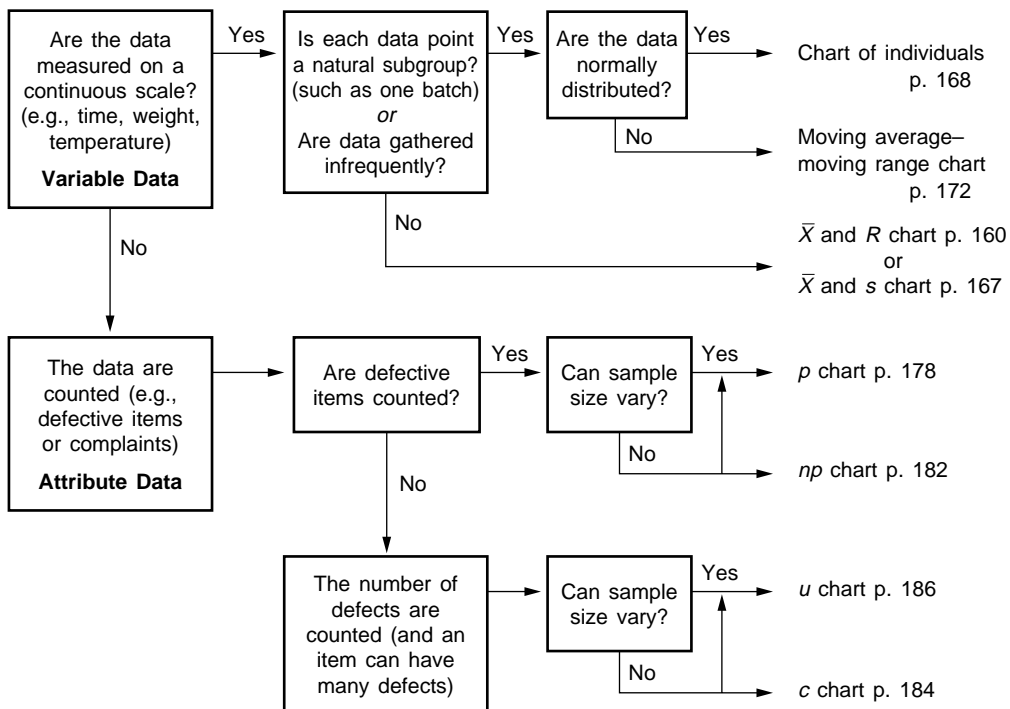 Are the data
measured on a
continuous scale?
(e.g., time, weight,
temperature)
Variable Data
Yes
Is each data point
a natural subgroup?
(such as one batch)
or
Are data gathered
infrequently?
Yes
Are the data
normally
distributed?
Yes
Chart of individuals
p. 168
No
Moving average–
moving range chart
p. 172
No
X̄ and R chart p. 160
or
X̄ and s chart p. 167
No
The data are
counted (e.g.,
defective items
or complaints)
Attribute Data
Are defective
items counted?
Yes
Can sample
size vary?
Yes
p chart p. 178
No
np chart p. 182
No
The number of
defects are
counted (and an
item can have
many defects)
Can sample
size vary?
Yes
u chart p. 186
No
c chart p. 184